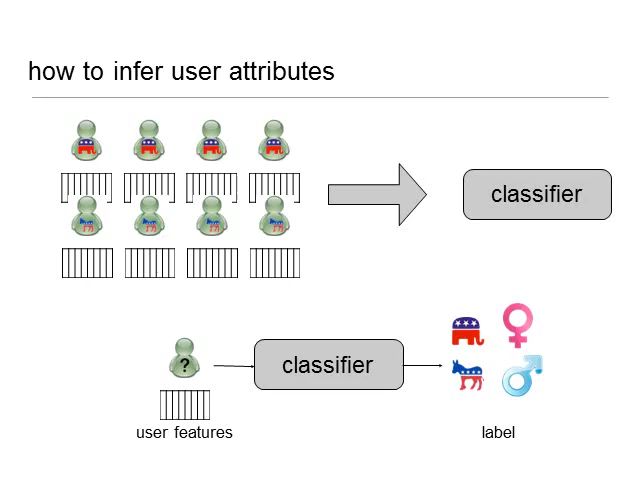 how to infer user attributes
classifier
?
classifier
user features
label